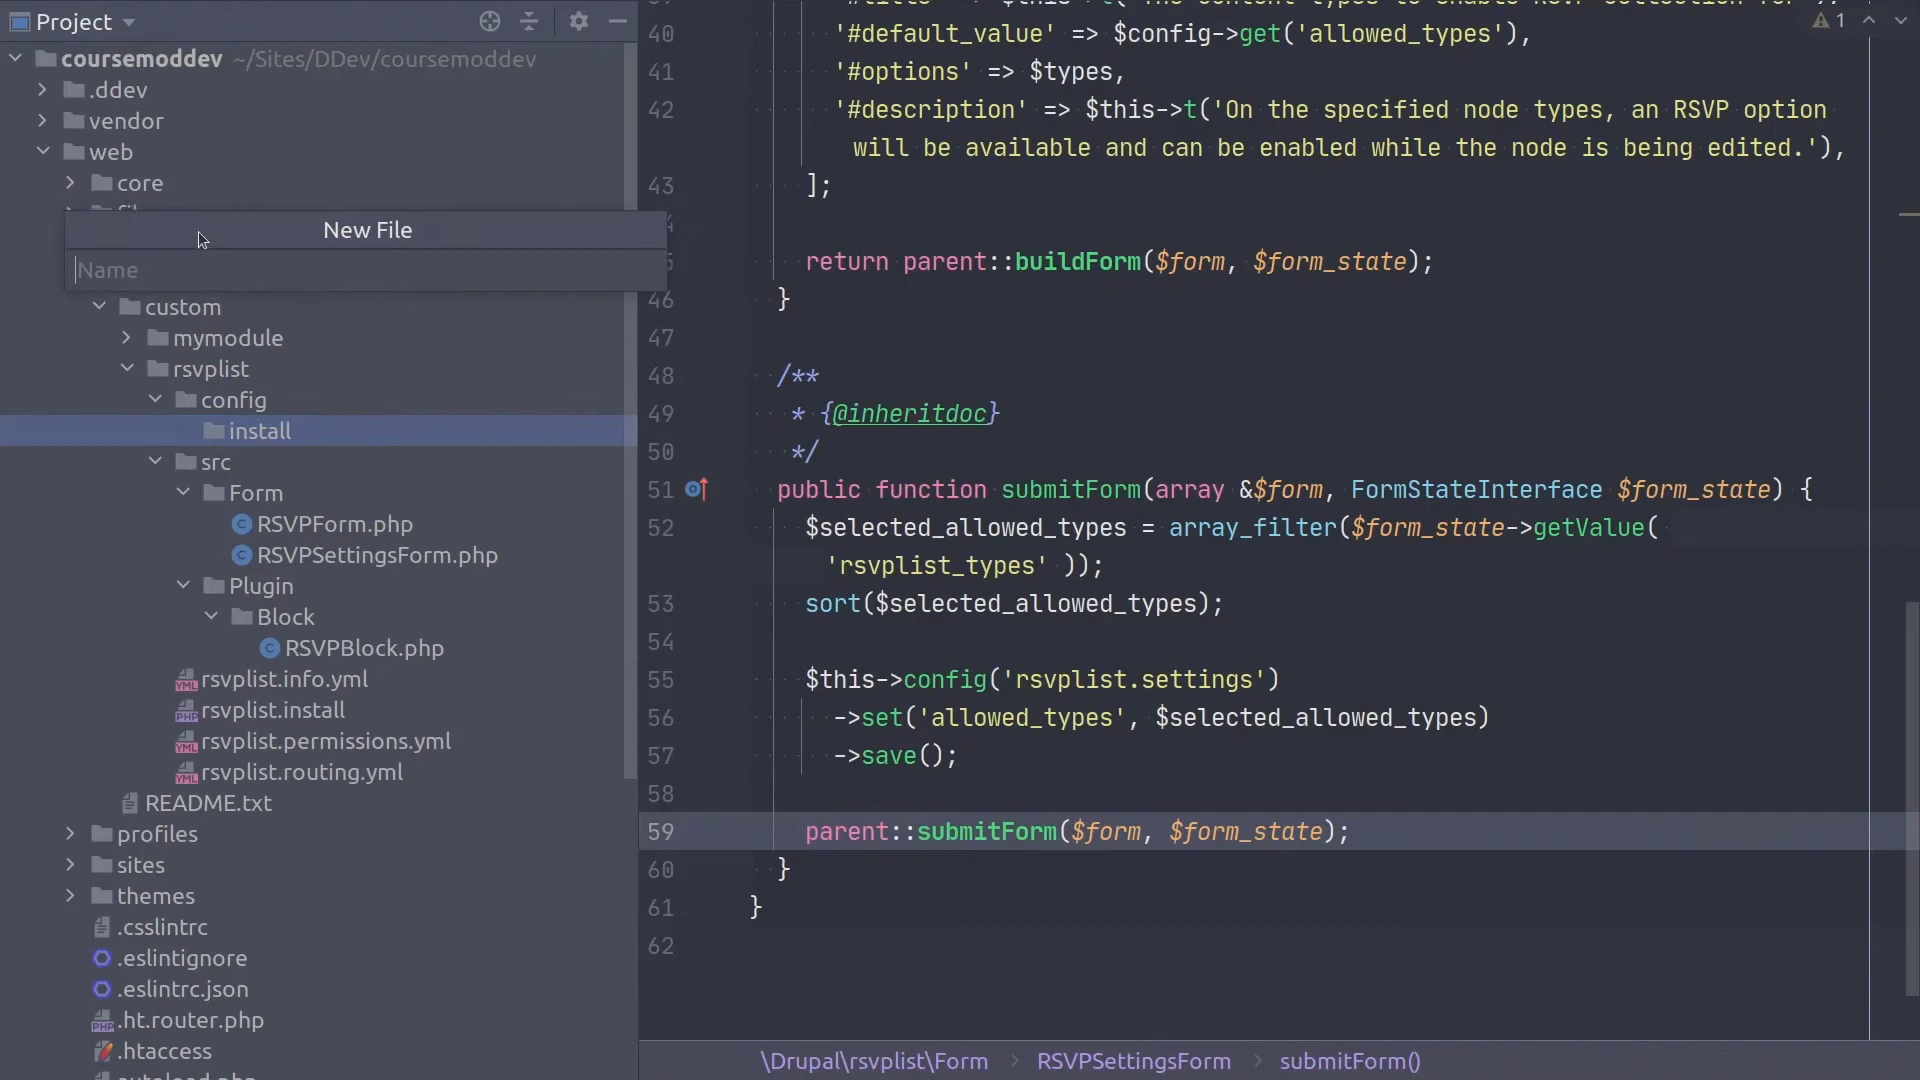 Project
coursemoddev ~/Sites/DDev/coursemoddev
.ddev
vendor
web
core
New File
Name
custom
mymodule
rsvplist
config
install
src
Form
RSVPForm.php
RSVPSettingsForm.php
Plugin
Block
RSVPBlock.php
rsvplist.info.yml
rsvplist.install
rsvplist.permissions.yml
rsvplist.routing.yml
README.txt
profiles
sites
themes
.csslintrc
.eslintignore
.eslintrc.json
.ht.router.php
.htaccess
autoload.php
1
40 '#default_value' => $config->get('allowed_types'),
41 '#options' => $types,
42 '#description' => $this->t('On the specified node types, an RSVP option
will be available and can be enabled while the node is being edited.'),
43 ];
return parent::buildForm($form, $form_state);
46 }
47
48 /**
49 * {@inheritdoc}
50 */
51 public function submitForm(array &$form, FormStateInterface $form_state) {
52 $selected_allowed_types = array_filter($form_state->getValue(
'rsvplist_types' ));
53 sort($selected_allowed_types);
54
55 $this->config('rsvplist.settings')
56 ->set('allowed_types', $selected_allowed_types)
57 ->save();
58
59 parent::submitForm($form, $form_state);
60 }
61 }
62
\Drupal\rsvplist\Form > RSVPSettingsForm > submitForm()